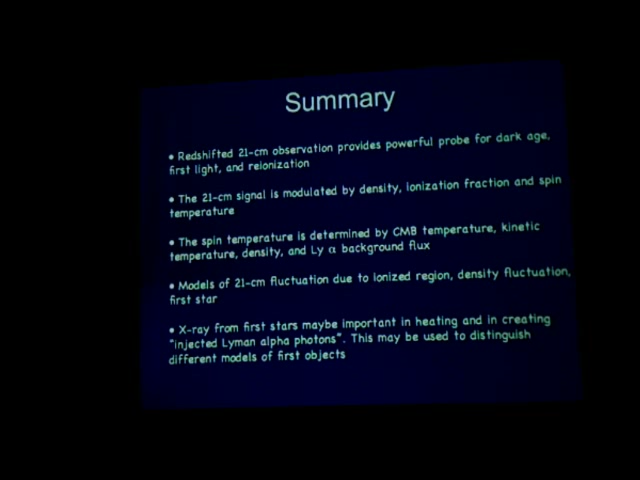 Summary
• Redshifted 21-cm observation provides powerful probe for dark age,
first light, and reionization
• The 21-cm signal is modulated by density, ionization fraction and spin
temperature
• The spin temperature is determined by CMB temperature, kinetic
temperature, density, and Ly α background flux
• Models of 21-cm fluctuation due to ionized region, density fluctuation,
first star
• X-ray from first stars maybe important in heating and in creating
"injected Lyman alpha photons". This may be used to distinguish
different models of first objects